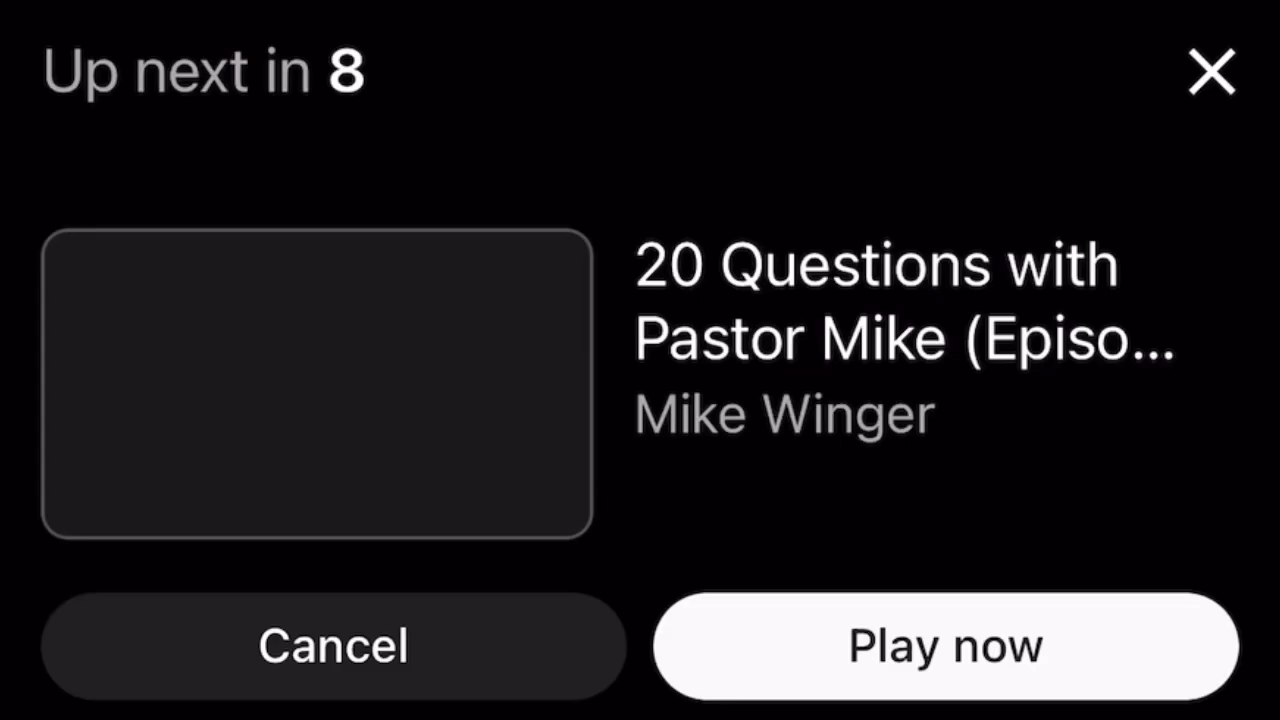 Up next in 8
20 Questions with
Pastor Mike (Episo...
Mike Winger
Cancel
Play now